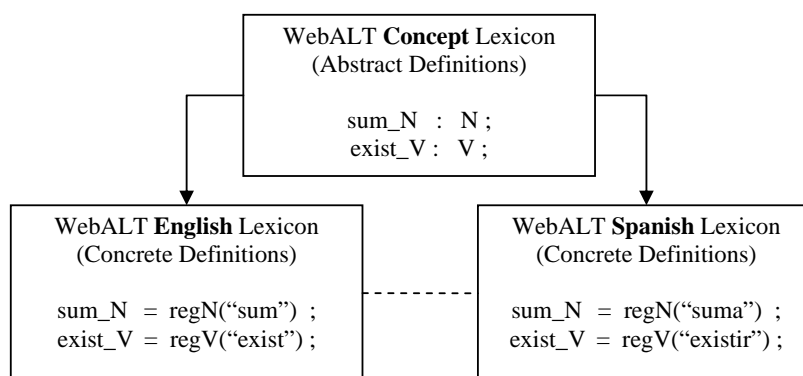 WebALT Concept Lexicon
(Abstract Definitions)
sum_N : N ;
exist_V : V ;
WebALT English Lexicon
(Concrete Definitions)
sum_N = regN(“sum”) ;
exist_V = regV(“exist”) ;
WebALT Spanish Lexicon
(Concrete Definitions)
sum_N = regN(“suma”) ;
exist_V = regV(“existir”) ;